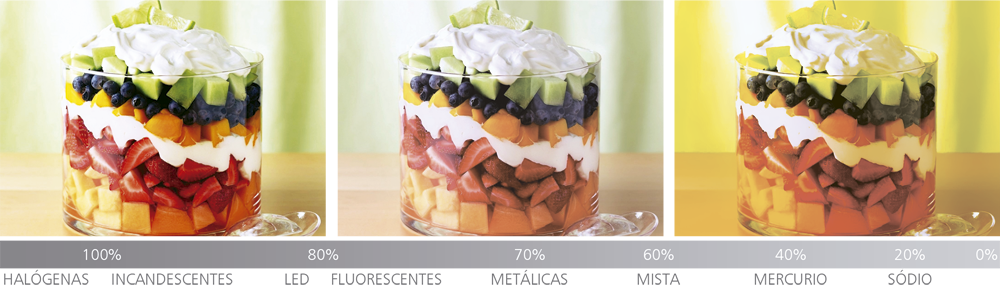 100% 80% 70% 60% 40% 20% 0%
HALÓGENAS INCANDESCENTES LED FLUORESCENTES METÁLICAS MISTA MERCURIO SÓDIO